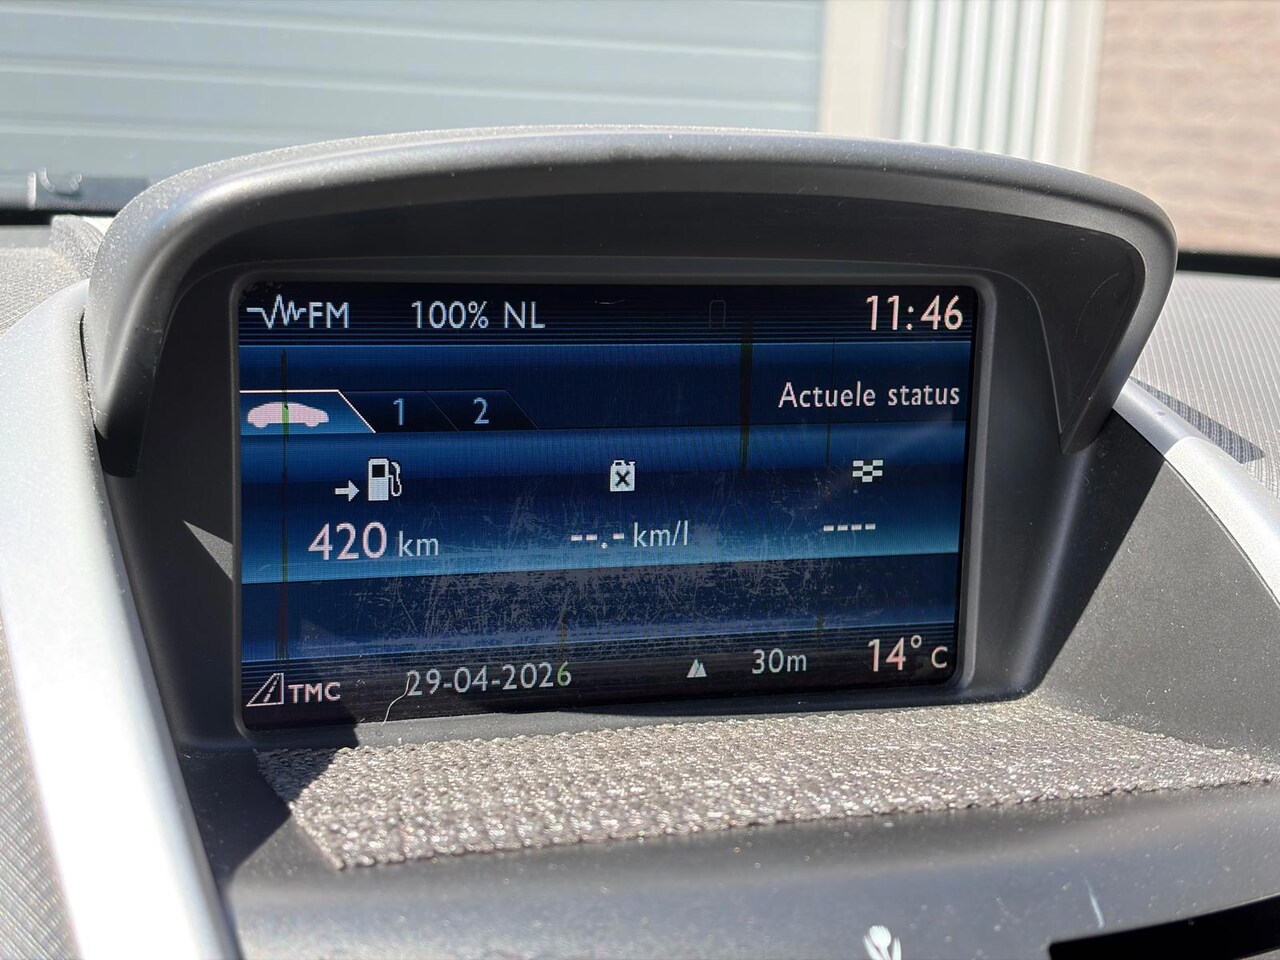 FM 100% NL 11:46
Actuele status
1 2
420 km --.- km/l ----
TMC 29-04-2026 30m 14° C